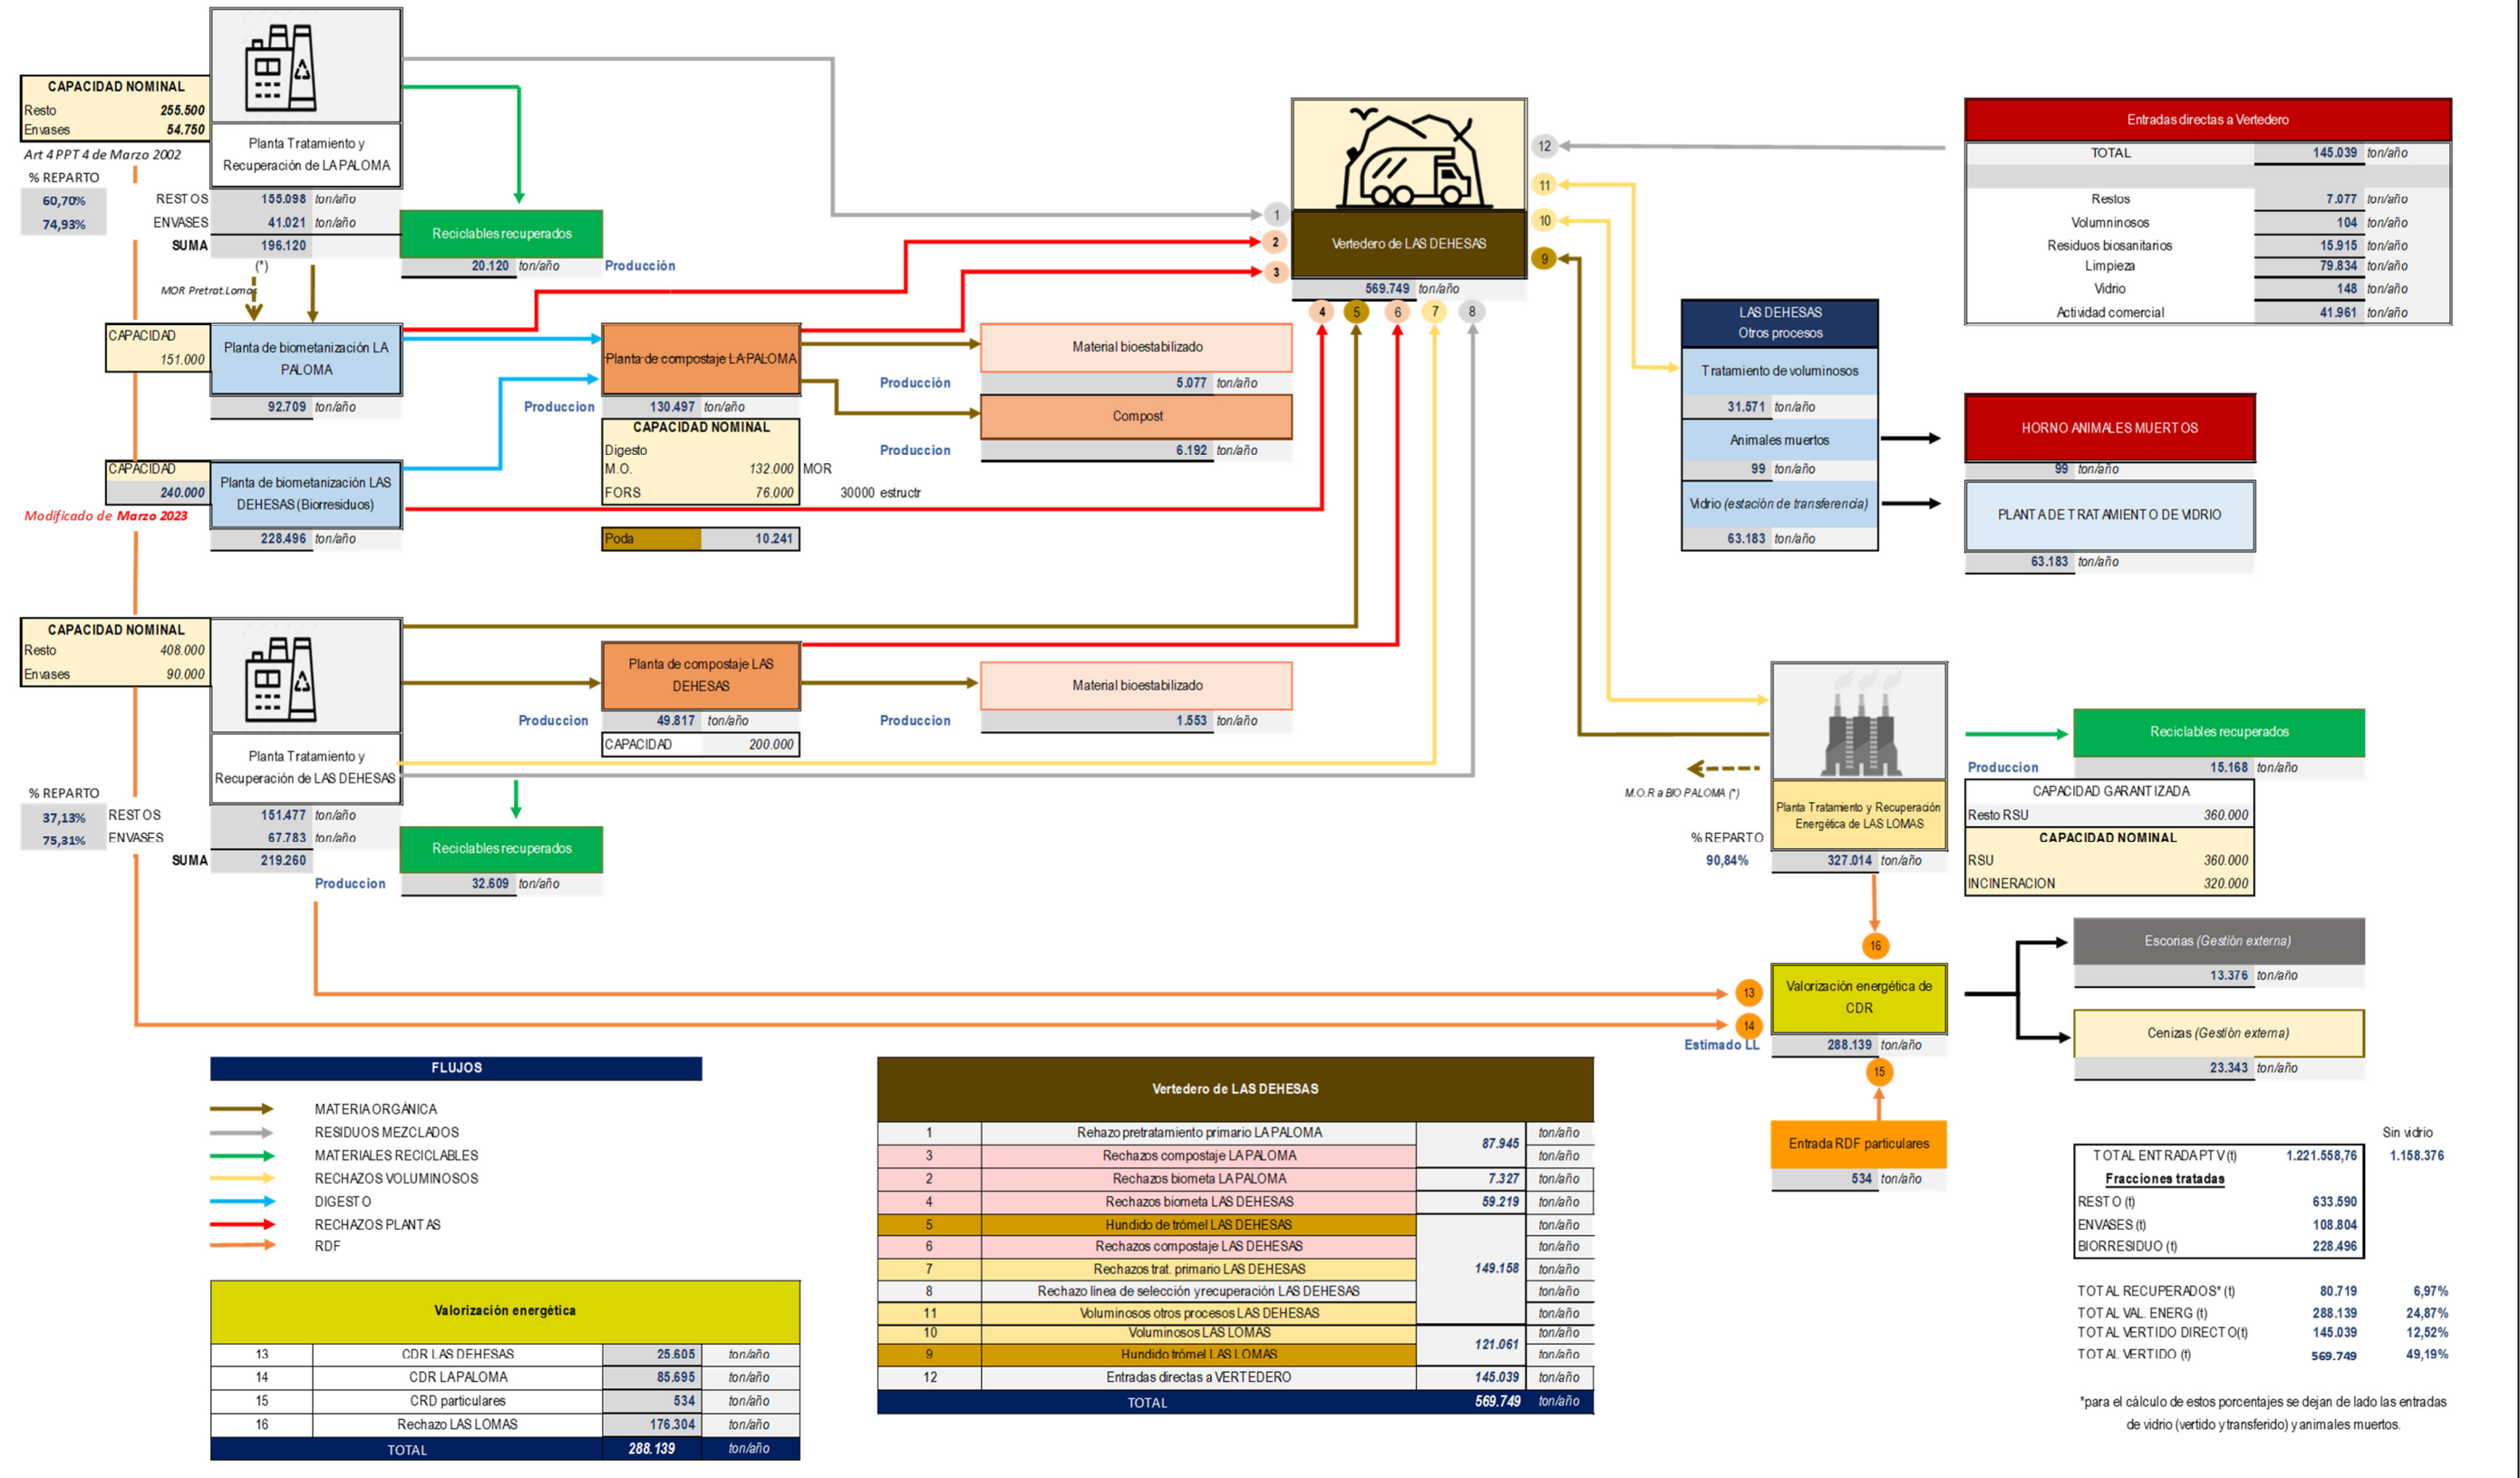 CAPACIDAD NOMINAL
Resto 255.500
Envases 54.750
Art 4 PPT 4 de Marzo 2002
Planta Tratamiento y
Recuperación de LA PALOMA
% REPARTO
60,70% RESTOS 155.098 ton/año
74,93% ENVASES 41.021 ton/año
SUMA 196.120
(*)
MOR Pretrat.Lomas
Reciclables recuperados
20.120 ton/año Producción
CAPACIDAD
151.000
Planta de biometanización LA
PALOMA
92.709 ton/año
Planta de compostaje LA PALOMA
Produccion 130.497 ton/año
CAPACIDAD NOMINAL
Digesto
M.O. 132.000 MOR
FORS 76.000 30000 estructr
Poda 10.241
Material bioestabilizado
Producción 5.077 ton/año
Compost
Produccion 6.192 ton/año
CAPACIDAD
240.000
Modificado de Marzo 2023
Planta de biometanización LAS
DEHESAS (Biorresiduos)
228.496 ton/año
Vertedero de LAS DEHESAS
569.749 ton/año
1
2
3
4
5
6
7
8
9
10
11
12
Entradas directas a Vertedero
TOTAL 145.039 ton/año
Restos 7.077 ton/año
Volumninosos 104 ton/año
Residuos biosanitarios 15.915 ton/año
Limpieza 79.834 ton/año
Vidrio 148 ton/año
Actividad comercial 41.961 ton/año
LAS DEHESAS
Otros procesos
Tratamiento de voluminosos
31.571 ton/año
Animales muertos
99 ton/año
Vidrio (estación de transferencia)
63.183 ton/año
HORNO ANIMALES MUERTOS
99 ton/año
PLANTA DE TRATAMIENTO DE VIDRIO
63.183 ton/año
CAPACIDAD NOMINAL
Resto 408.000
Envases 90.000
Planta Tratamiento y
Recuperación de LAS DEHESAS
% REPARTO
37,13% RESTOS 151.477 ton/año
75,31% ENVASES 67.783 ton/año
SUMA 219.260
Produccion
Planta de compostaje LAS
DEHESAS
Produccion 49.817 ton/año
CAPACIDAD 200.000
Material bioestabilizado
Produccion 1.553 ton/año
Reciclables recuperados
32.609 ton/año
M.O.R a BIO PALOMA (*)
Planta Tratamiento y Recuperación
Energética de LAS LOMAS
% REPARTO
90,84% 327.014 ton/año
Reciclables recuperados
Produccion 15.168 ton/año
CAPACIDAD GARANTIZADA
Resto RSU 360.000
CAPACIDAD NOMINAL
RSU 360.000
INCINERACION 320.000
16
13
14
Valorización energética de
CDR
Estimado LL 288.139 ton/año
15
Entrada RDF particulares
534 ton/año
Escorias (Gestión externa)
13.376 ton/año
Cenizas (Gestión externa)
23.343 ton/año
FLUJOS
MATERIA ORGÁNICA
RESIDUOS MEZCLADOS
MATERIALES RECICLABLES
RECHAZOS VOLUMINOSOS
DIGESTO
RECHAZOS PLANTAS
RDF
Valorización energética
13 CDR LAS DEHESAS 25.605 ton/año
14 CDR LA PALOMA 85.695 ton/año
15 CRD particulares 534 ton/año
16 Rechazo LAS LOMAS 176.304 ton/año
TOTAL 288.139 ton/año
Vertedero de LAS DEHESAS
1 Rehazo pretratamiento primario LA PALOMA 87.945 ton/año
3 Rechazos compostaje LA PALOMA ton/año
2 Rechazos biometa LA PALOMA 7.327 ton/año
4 Rechazos biometa LAS DEHESAS 59.219 ton/año
5 Hundido de trómel LAS DEHESAS ton/año
6 Rechazos compostaje LAS DEHESAS ton/año
7 Rechazos trat. primario LAS DEHESAS 149.158 ton/año
8 Rechazo línea de selección y recuperación LAS DEHESAS ton/año
11 Voluminosos otros procesos LAS DEHESAS ton/año
10 Voluminosos LAS LOMAS 121.061 ton/año
9 Hundido trómel LAS LOMAS ton/año
12 Entradas directas a VERTEDERO 145.039 ton/año
TOTAL 569.749 ton/año
Sin vidrio
TOTAL ENTRADA PTV (t) 1.221.558,76 1.158.376
Fracciones tratadas
RESTO (t) 633.590
ENVASES (t) 108.804
BIORRESIDUO (t) 228.496
TOTAL RECUPERADOS* (t) 80.719 6,97%
TOTAL VAL. ENERG (t) 288.139 24,87%
TOTAL VERTIDO DIRECTO(t) 145.039 12,52%
TOTAL VERTIDO (t) 569.749 49,19%
*para el cálculo de estos porcentajes se dejan de lado las entradas
de vidrio (vertido y transferido) y animales muertos.